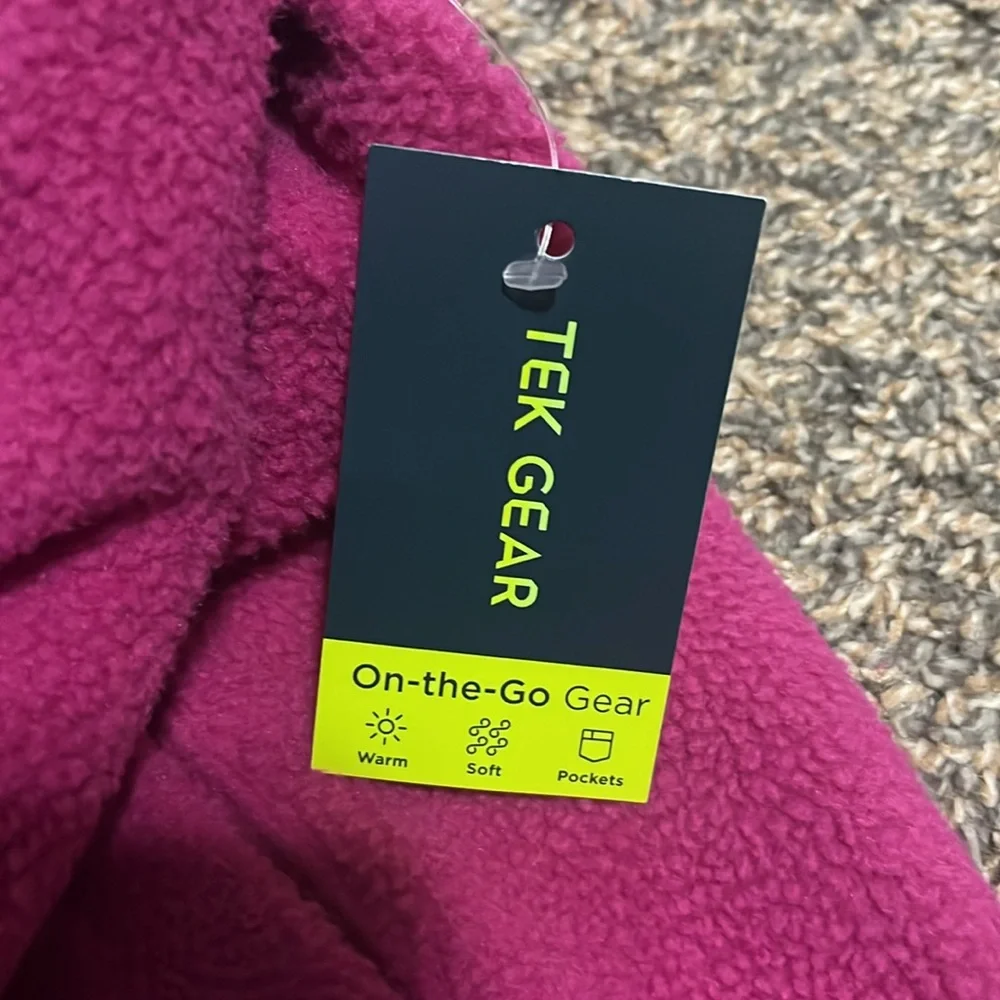 TEK GEAR
On-the-Go Gear
Warm Soft Pockets